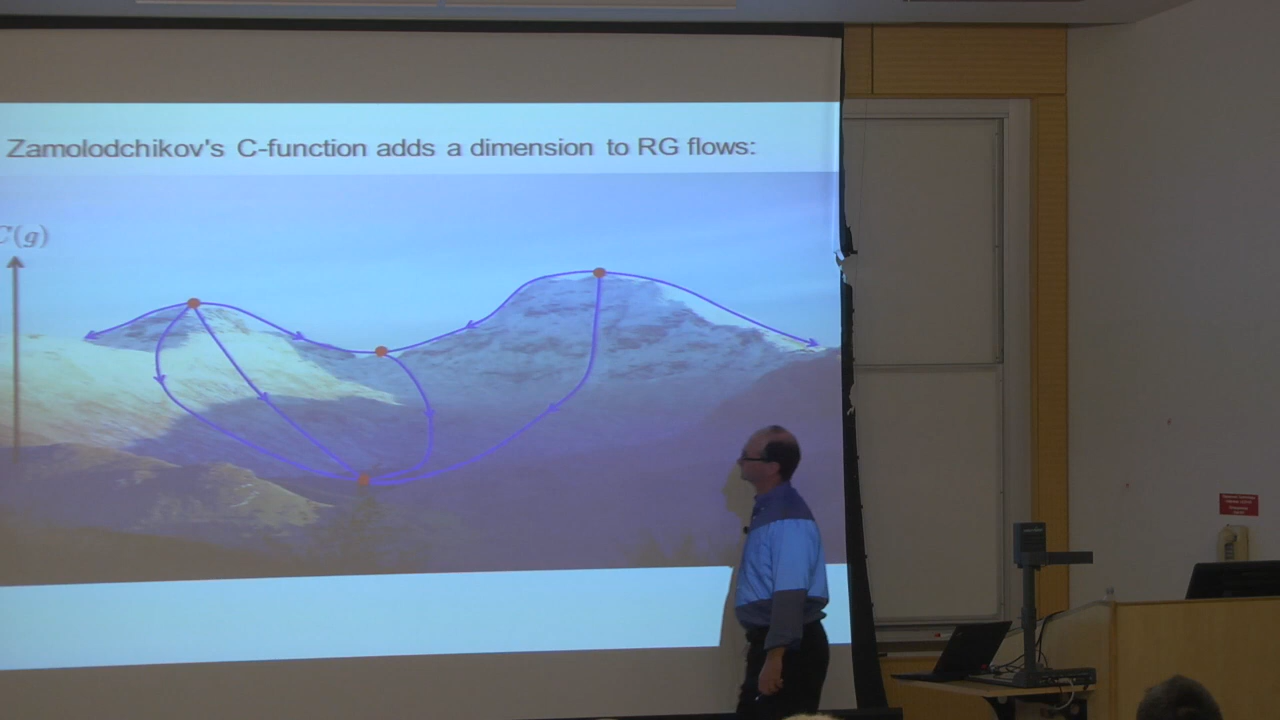 Zamolodchikov's C-function adds a dimension to RG flows:
C(g)